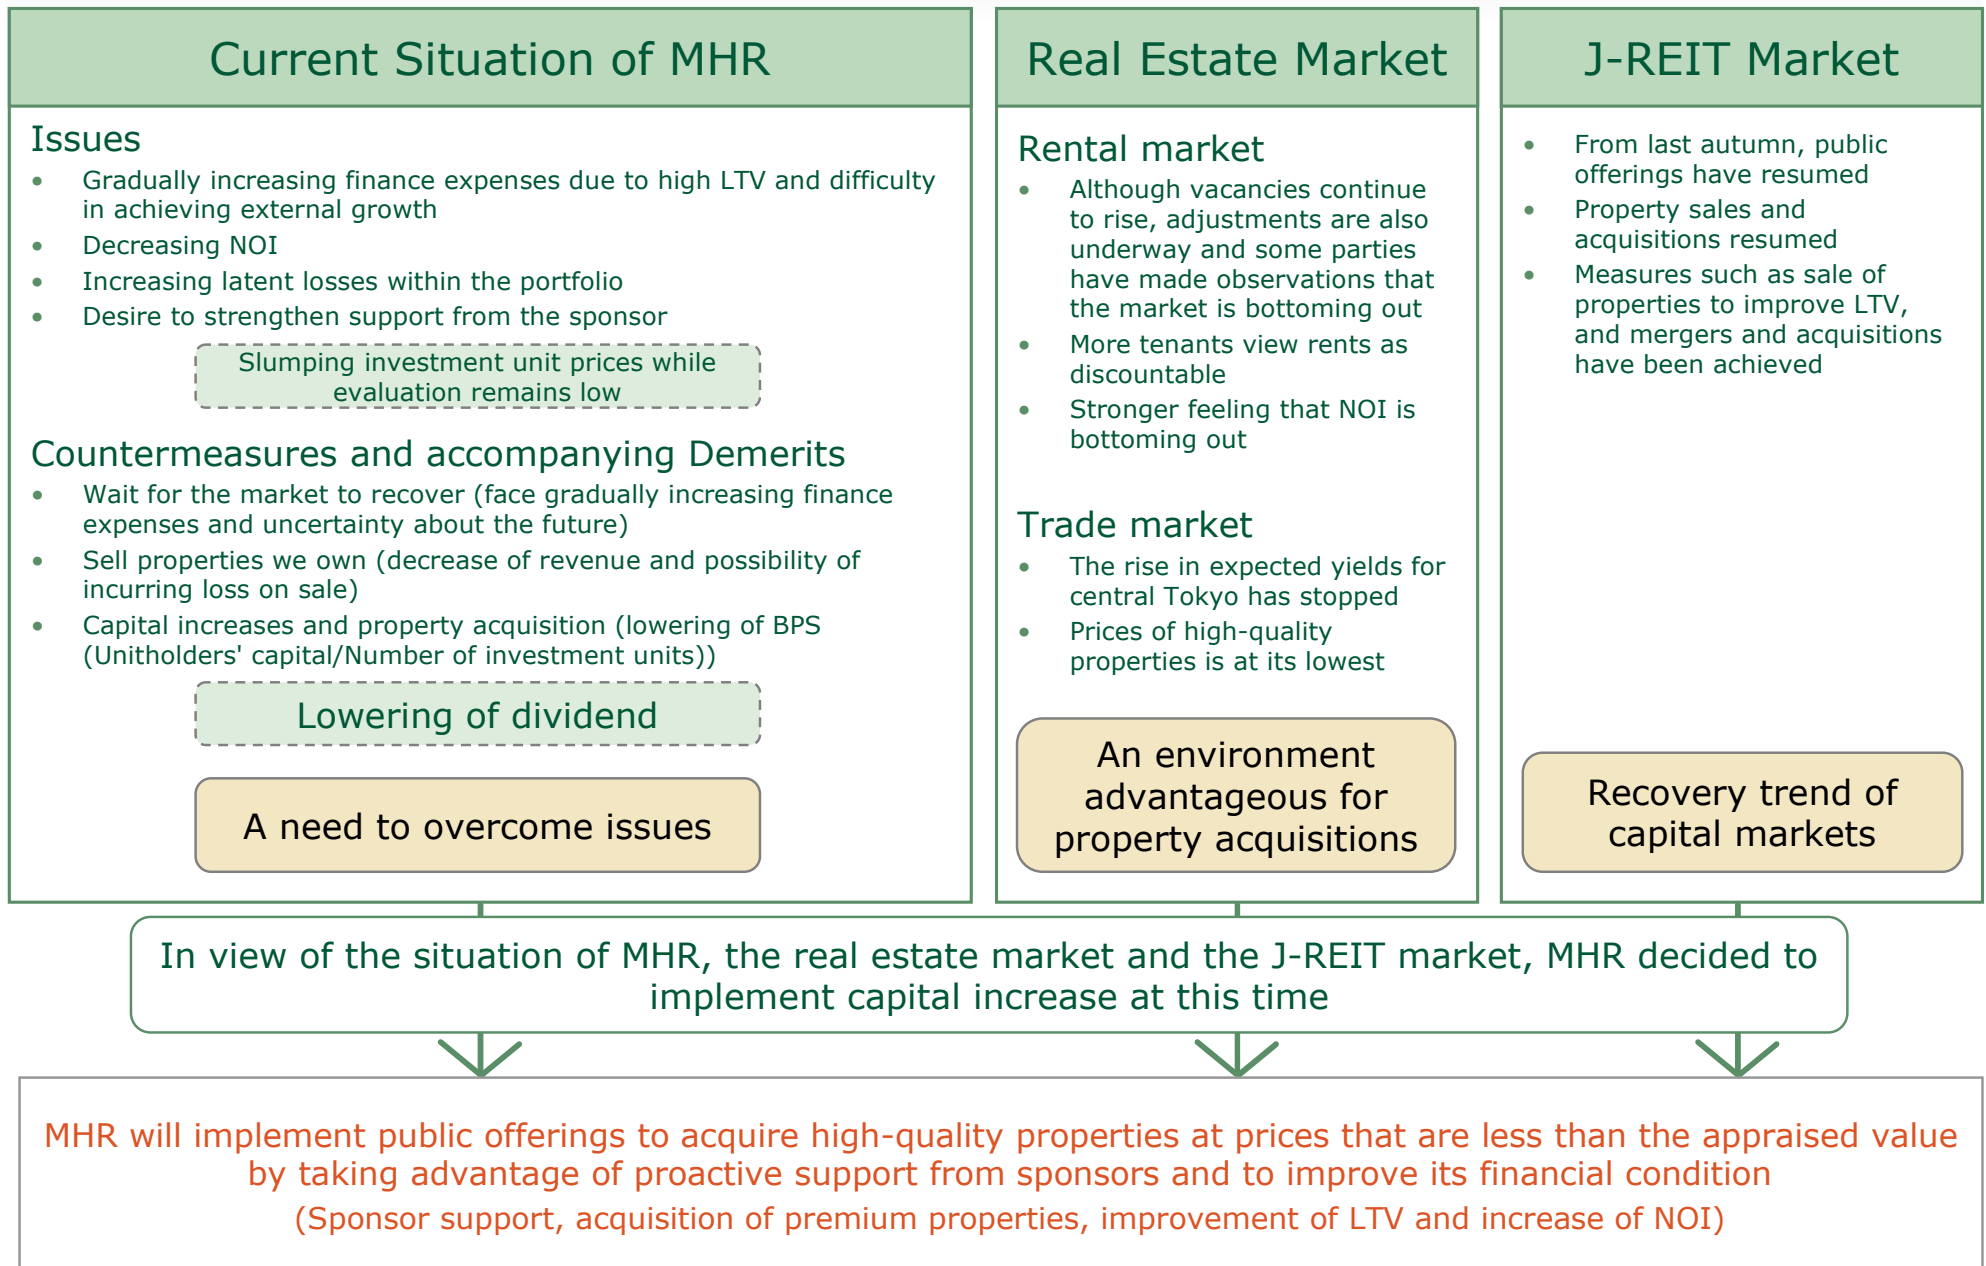 Current Situation of MHR
Issues
• Gradually increasing finance expenses due to high LTV and difficulty
in achieving external growth
• Decreasing NOI
• Increasing latent losses within the portfolio
• Desire to strengthen support from the sponsor
Slumping investment unit prices while
evaluation remains low
Countermeasures and accompanying Demerits
• Wait for the market to recover (face gradually increasing finance
expenses and uncertainty about the future)
• Sell properties we own (decrease of revenue and possibility of
incurring loss on sale)
• Capital increases and property acquisition (lowering of BPS
(Unitholders' capital/Number of investment units))
Lowering of dividend
A need to overcome issues
Real Estate Market
Rental market
• Although vacancies continue
to rise, adjustments are also
underway and some parties
have made observations that
the market is bottoming out
• More tenants view rents as
discountable
• Stronger feeling that NOI is
bottoming out
Trade market
• The rise in expected yields for
central Tokyo has stopped
• Prices of high-quality
properties is at its lowest
An environment
advantageous for
property acquisitions
J-REIT Market
• From last autumn, public
offerings have resumed
• Property sales and
acquisitions resumed
• Measures such as sale of
properties to improve LTV,
and mergers and acquisitions
have been achieved
Recovery trend of
capital markets
In view of the situation of MHR, the real estate market and the J-REIT market, MHR decided to
implement capital increase at this time
MHR will implement public offerings to acquire high-quality properties at prices that are less than the appraised value
by taking advantage of proactive support from sponsors and to improve its financial condition
(Sponsor support, acquisition of premium properties, improvement of LTV and increase of NOI)